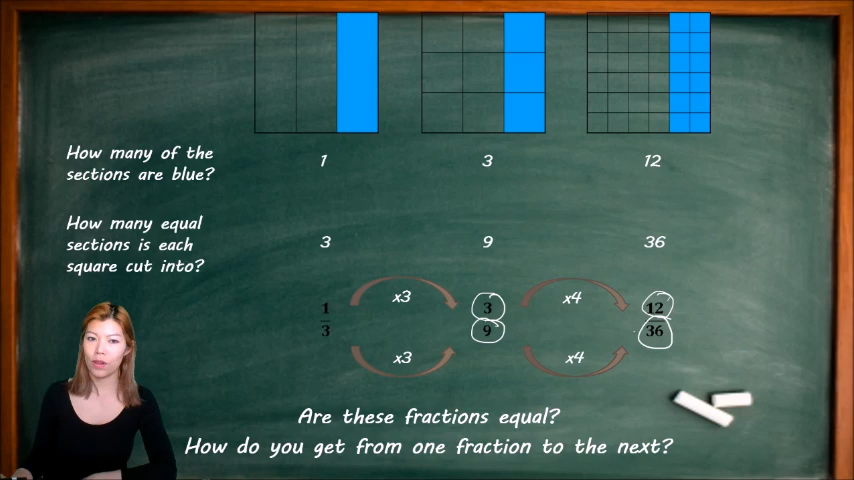 How many of the
sections are blue?
1 3 12
How many equal
sections is each
square cut into?
3 9 36
x3 x4
1 3 12
3 9 36
x3 x4
Are these fractions equal?
How do you get from one fraction to the next?